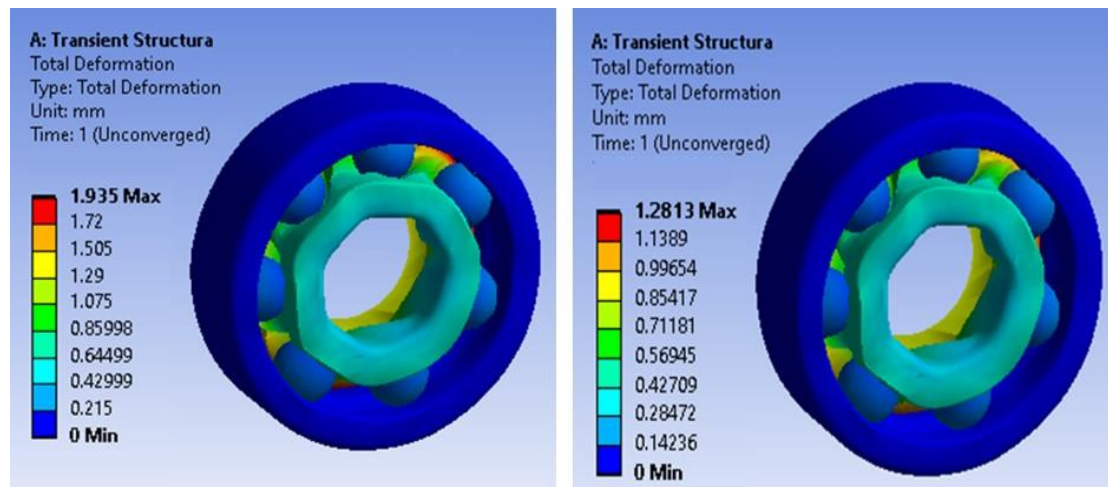 A: Transient Structura
Total Deformation
Type: Total Deformation
Unit: mm
Time: 1 (Unconverged)
1.935 Max
1.72
1.505
1.29
1.075
0.85998
0.64499
0.42999
0.215
0 Min
A: Transient Structura
Total Deformation
Type: Total Deformation
Unit: mm
Time: 1 (Unconverged)
1.2813 Max
1.1389
0.99654
0.85417
0.71181
0.56945
0.42709
0.28472
0.14236
0 Min